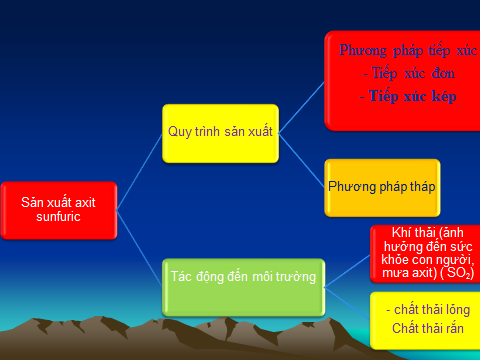 Phương pháp tiếp xúc
- Tiếp xúc đơn
- Tiếp xúc kép
Quy trình sản xuất
Phương pháp tháp
Sản xuất axit
sunfuric
Khí thải (ảnh
hưởng đến sức
khỏe con người,
mưa axit) ( SO₂)
Tác động đến môi trường
- chất thải lỏng
Chất thải rắn